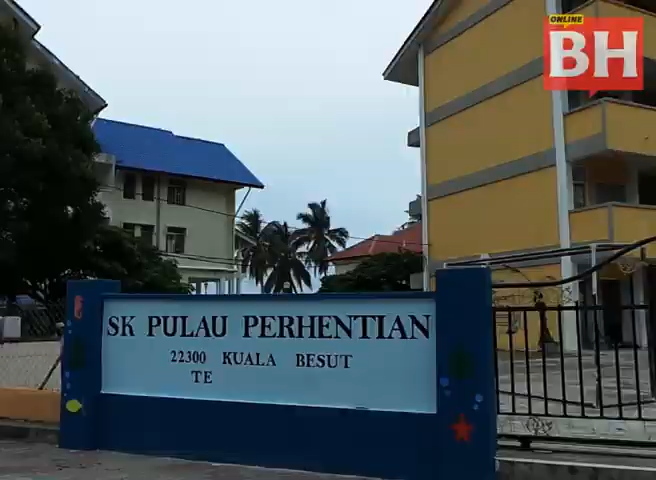 ONLINE
BH
SK PULAU PERHENTIAN
22300 KUALA BESUT
TE